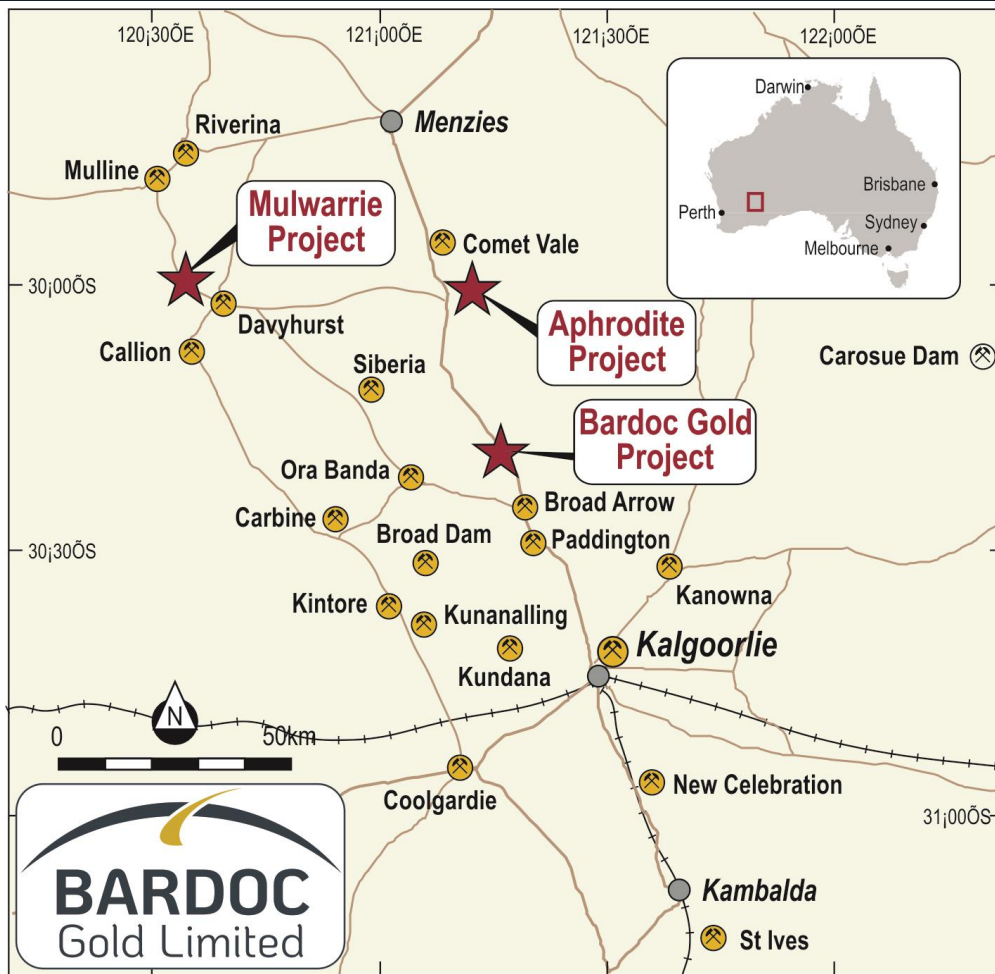 120¡30ÕE
121¡00ÕE
121¡30ÕE
122¡00ÕE
Darwin
Brisbane
Perth
Sydney
Melbourne
Riverina
Menzies
Mulline
Mulwarrie
Project
Comet Vale
30¡00ÕS
Davyhurst
Aphrodite
Project
Callion
Siberia
Carosue Dam
Bardoc Gold
Project
Ora Banda
Broad Arrow
Carbine
Broad Dam
Paddington
30¡30ÕS
Kanowna
Kintore
Kunanalling
Kalgoorlie
Kundana
N
0
50km
New Celebration
Coolgardie
31¡00ÕS
BARDOC
Gold Limited
Kambalda
St Ives